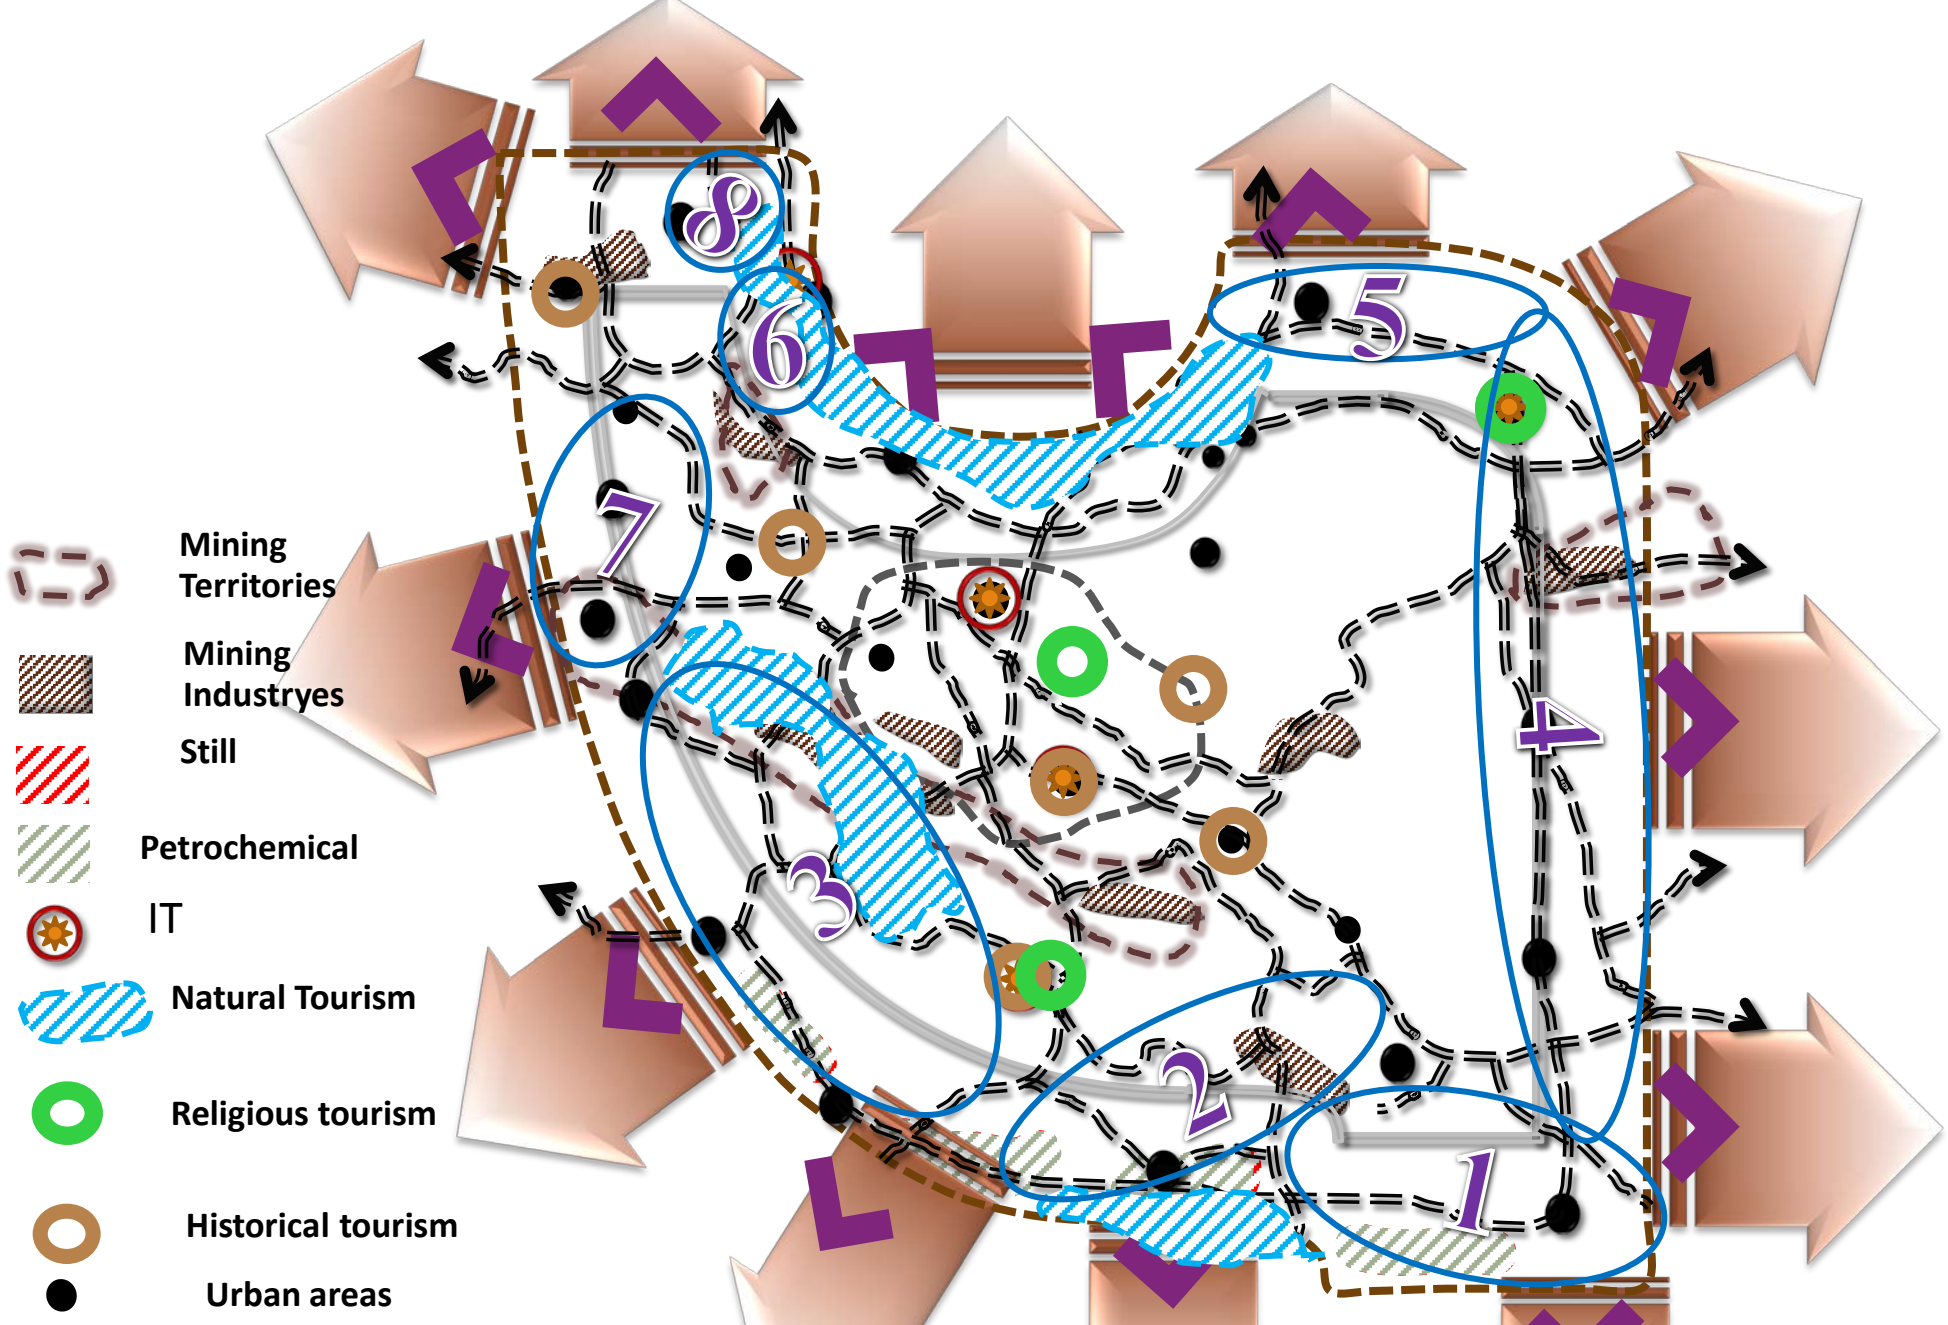 8
5
6
7
Mining
Territories
Mining
Industryes
Still
4
Petrochemical
3
IT
Natural Tourism
2
Religious tourism
1
Historical tourism
Urban areas